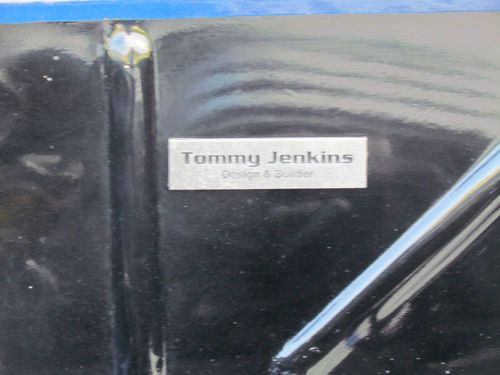 Tommy Jenkins
Design & Builder